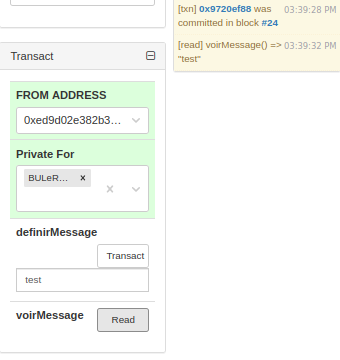 Transact
FROM ADDRESS
0xed9d02e382b3...
Private For
BULeR... ×
definirMessage
Transact
test
voirMessage
Read
[txn] 0x9720ef88 was 03:39:28 PM
committed in block #24
[read] voirMessage() => 03:39:32 PM
"test"